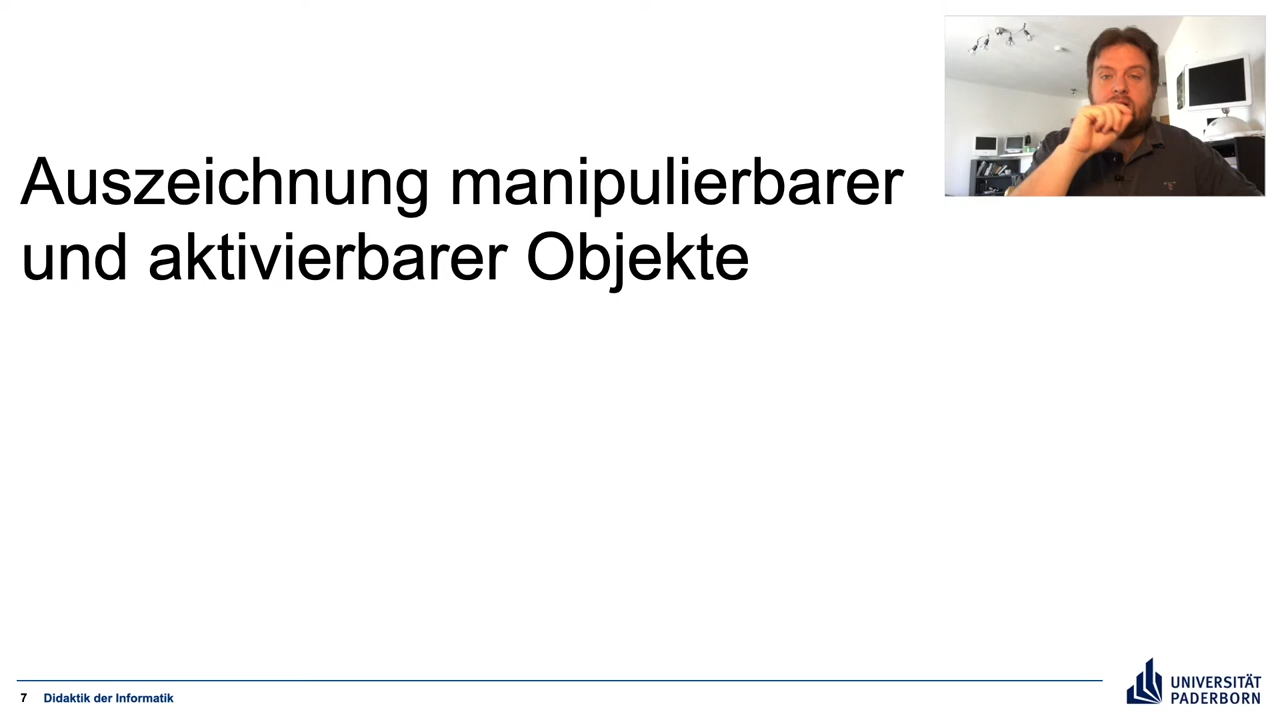 Auszeichnung manipulierbarer
und aktivierbarer Objekte
7 Didaktik der Informatik
UNIVERSITÄT
PADERBORN